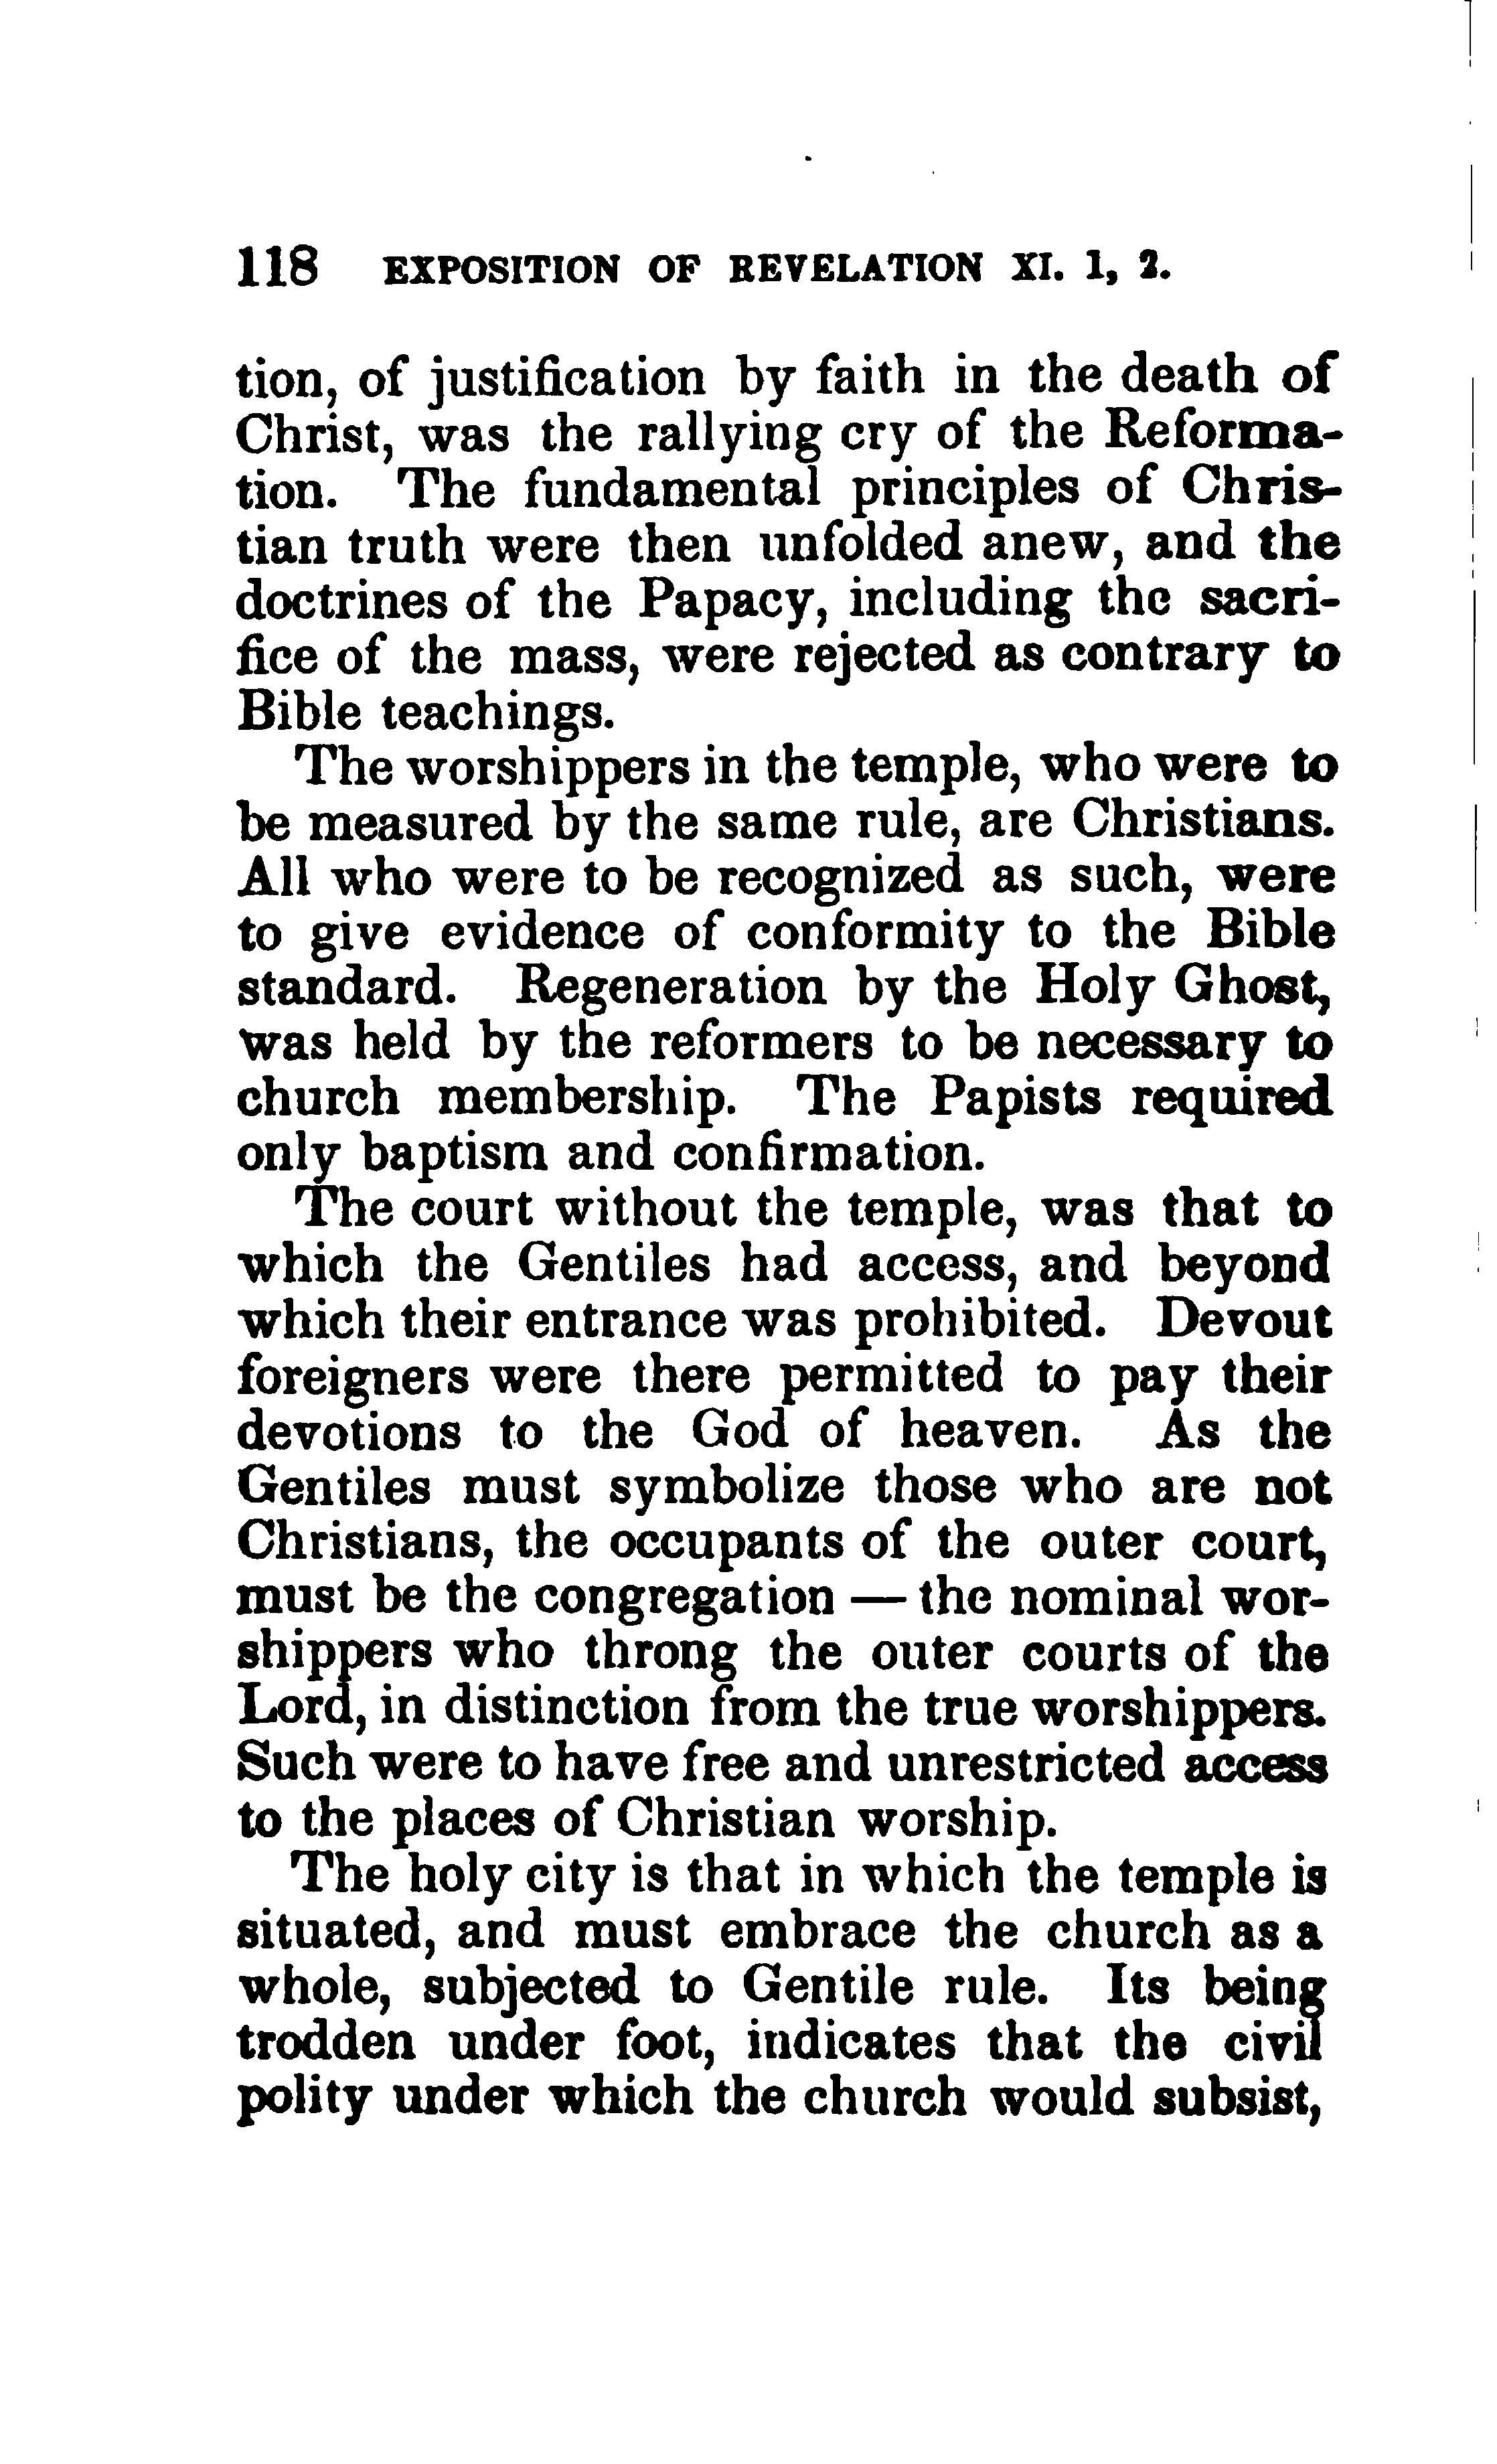 118 EXPOSITION OF REVELATION XI. 1, 2.
tion, of justification by faith in the death of
Christ, was the rallying cry of the Reforma-
tion. The fundamental principles of Chris-
tian truth were then unfolded anew, and the
doctrines of the Papacy, including the sacri-
fice of the mass, were rejected as contrary to
Bible teachings.
The worshippers in the temple, who were to
be measured by the same rule, are Christians.
All who were to be recognized as such, were
to give evidence of conformity to the Bible
standard. Regeneration by the Holy Ghost,
was held by the reformers to be necessary to
church membership. The Papists required
only baptism and confirmation.
The court without the temple, was that to
which the Gentiles had access, and beyond
which their entrance was prohibited. Devout
foreigners were there permitted to pay their
devotions to the God of heaven. As the
Gentiles must symbolize those who are not
Christians, the occupants of the outer court,
must be the congregation — the nominal wor-
shippers who throng the outer courts of the
Lord, in distinction from the true worshippers.
Such were to have free and unrestricted access
to the places of Christian worship.
The holy city is that in which the temple is
situated, and must embrace the church as a
whole, subjected to Gentile rule. Its being
trodden under foot, indicates that the civil
polity under which the church would subsist,